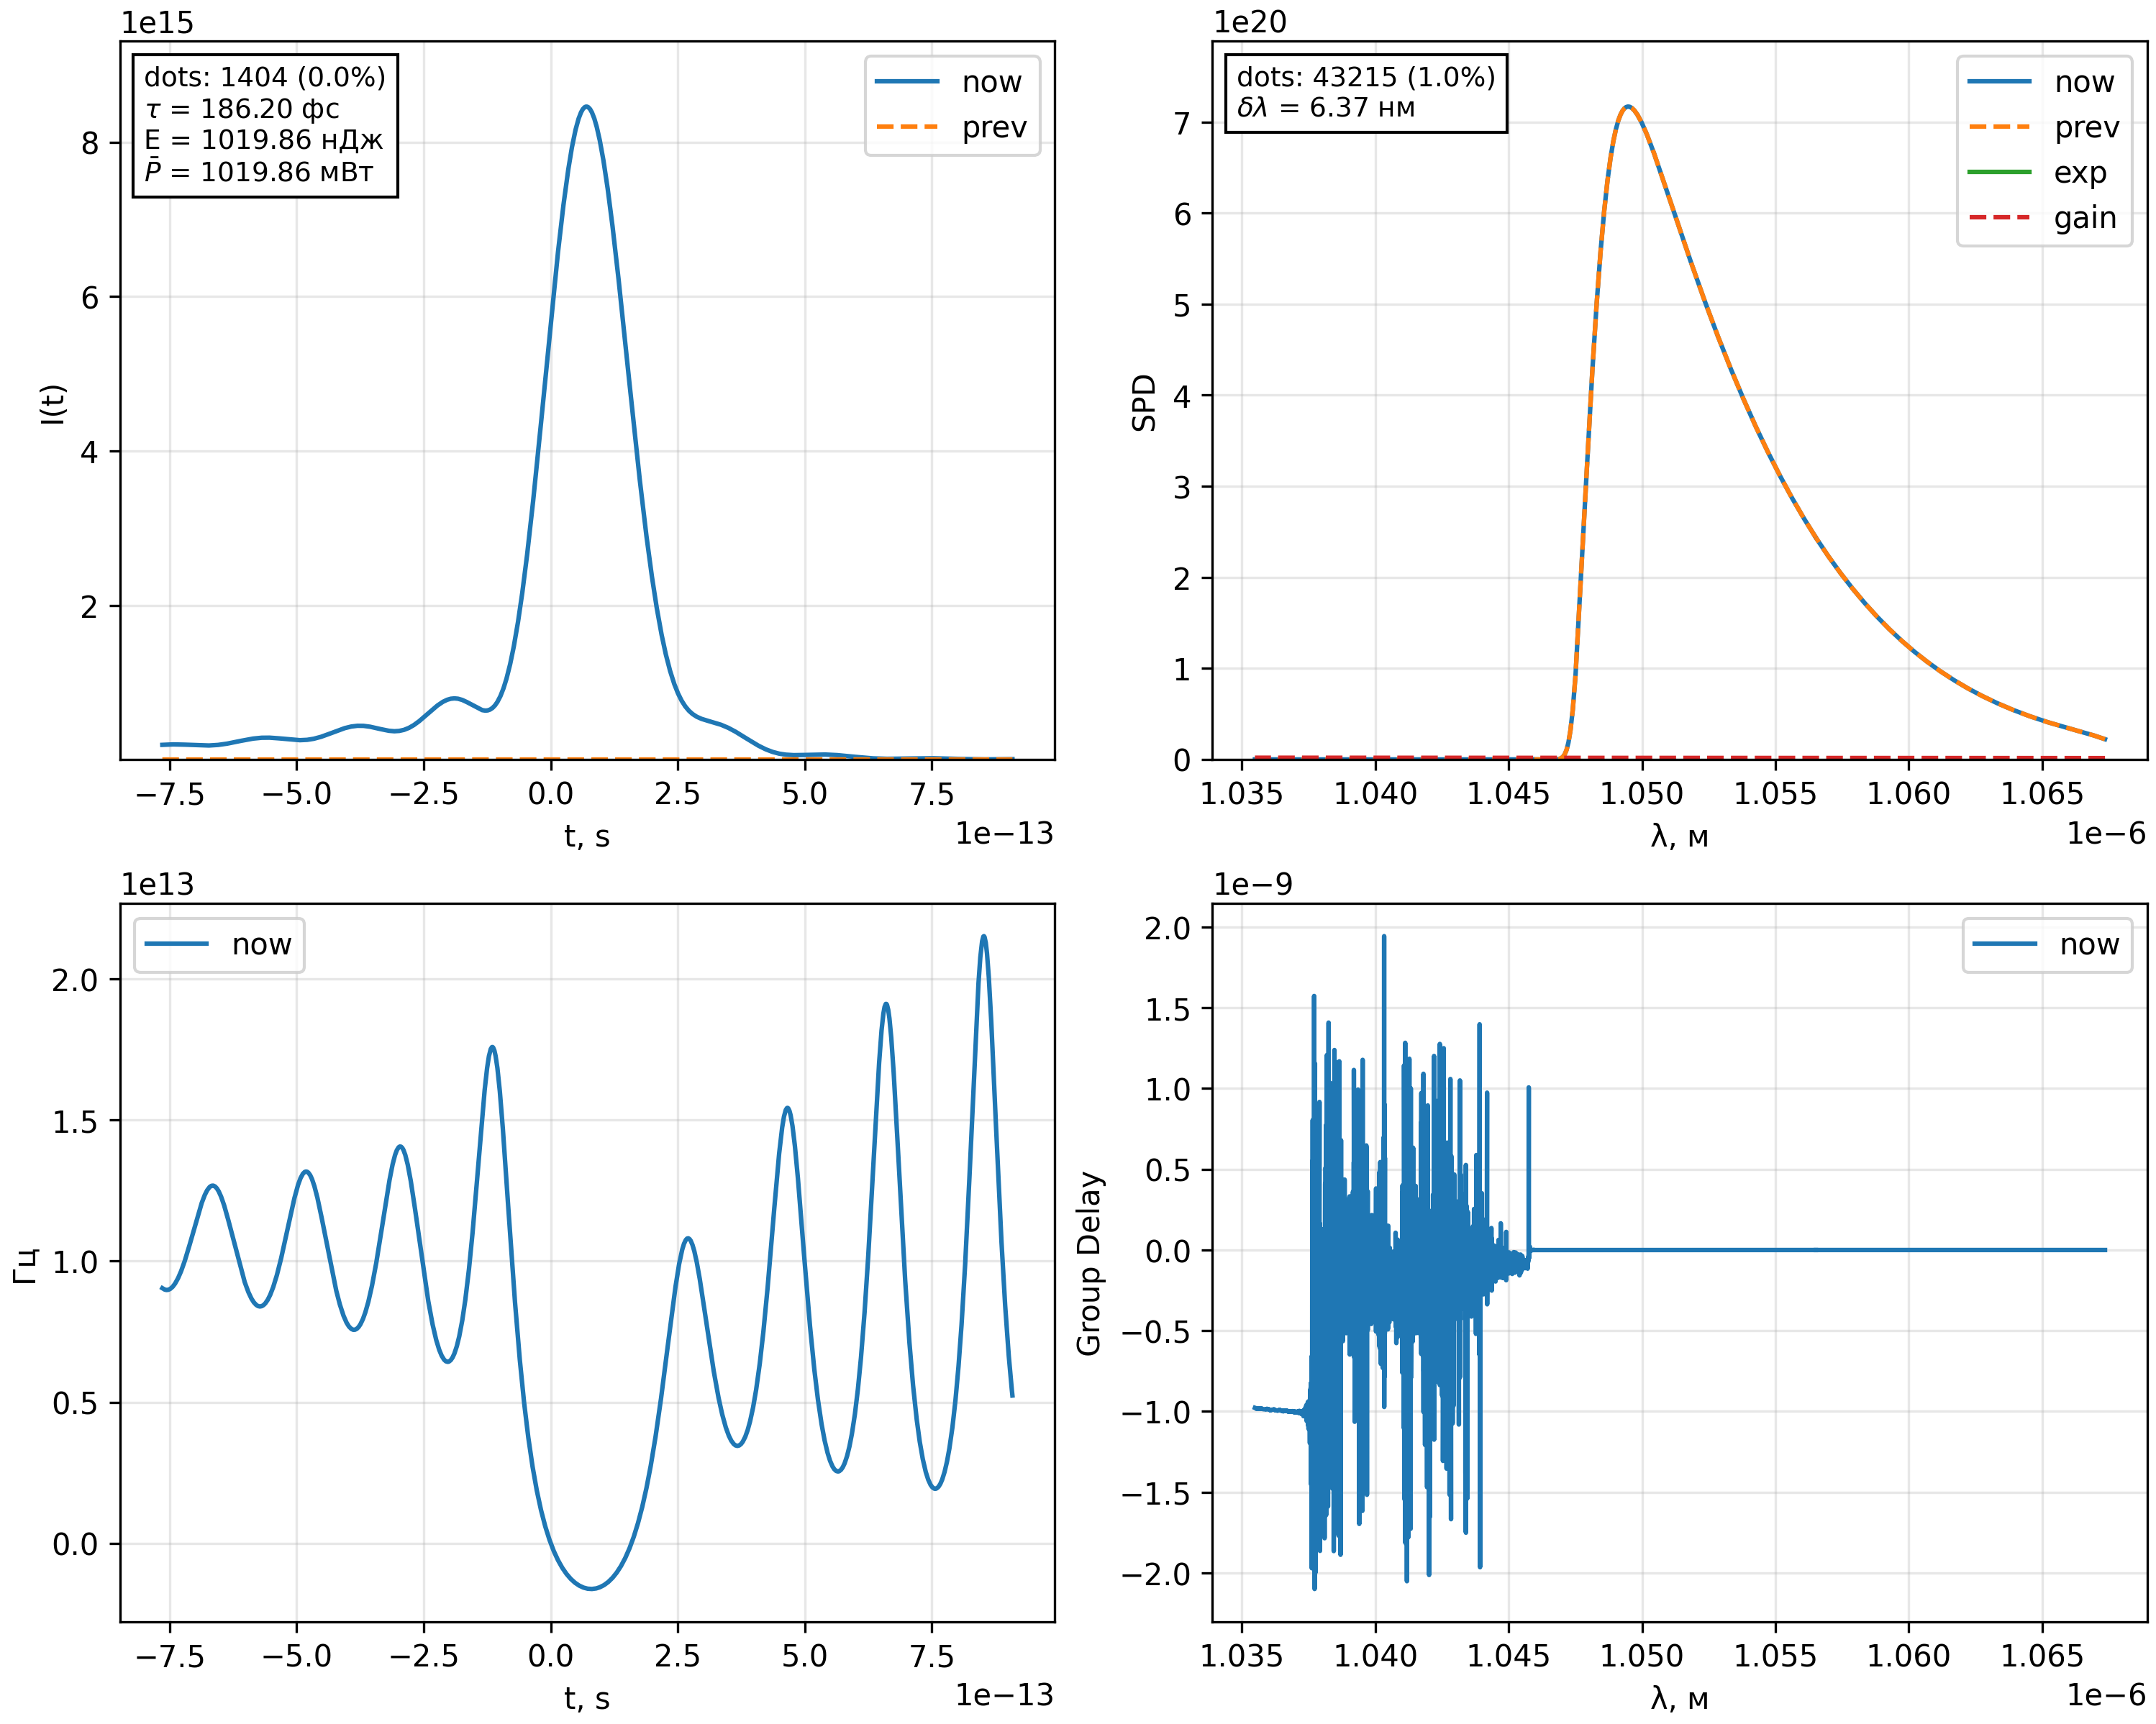 1e15
dots: 1404 (0.0%)
τ = 186.20 фс
E = 1019.86 нДж
P̄ = 1019.86 мВт
now
prev
8
6
4
2
I(t)
−7.5 −5.0 −2.5 0.0 2.5 5.0 7.5
t, s
1e−13
1e20
dots: 43215 (1.0%)
δλ = 6.37 нм
now
prev
exp
gain
7
6
5
4
3
2
1
0
SPD
1.035 1.040 1.045 1.050 1.055 1.060 1.065
λ, м
1e−6
1e13
now
2.0
1.5
1.0
0.5
0.0
Гц
−7.5 −5.0 −2.5 0.0 2.5 5.0 7.5
t, s
1e−13
1e−9
now
2.0
1.5
1.0
0.5
0.0
−0.5
−1.0
−1.5
−2.0
Group Delay
1.035 1.040 1.045 1.050 1.055 1.060 1.065
λ, м
1e−6